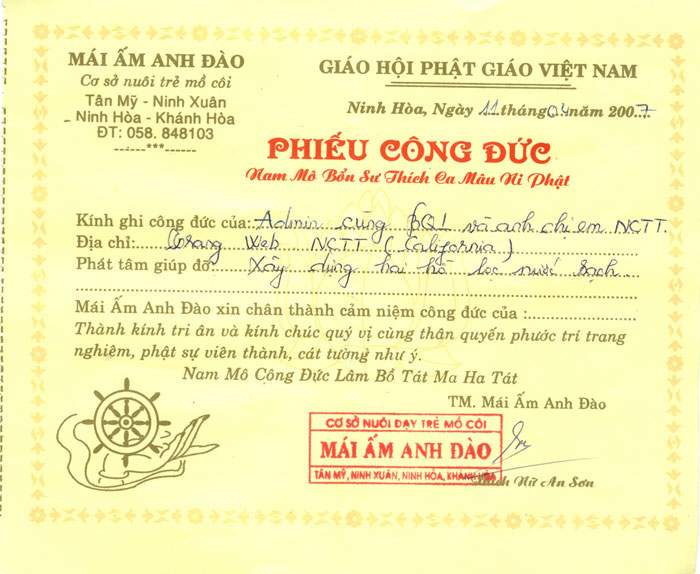 MÁI ẤM ANH ĐÀO
Cơ sở nuôi trẻ mồ côi
Tân Mỹ - Ninh Xuân
Ninh Hòa - Khánh Hòa
ĐT: 058. 848103
------***------
GIÁO HỘI PHẬT GIÁO VIỆT NAM
Ninh Hòa, Ngày 11 tháng 04 năm 2007
PHIẾU CÔNG ĐỨC
Nam Mô Bổn Sư Thích Ca Mâu Ni Phật
Kính ghi công đức của: Admin cùng BQL và anh chị em NCTT.
Địa chỉ: Trang Web NCTT (California)
Phát tâm giúp đỡ: Xây dựng hai hồ lọc nước sạch
Mái Ấm Anh Đào xin chân thành cảm niệm công đức của :
Thành kính tri ân và kính chúc quý vị cùng thân quyến phước trí trang
nghiêm, phật sự viên thành, cát tường như ý.
Nam Mô Công Đức Lâm Bồ Tát Ma Ha Tát
TM. Mái Ấm Anh Đào
CƠ SỞ NUÔI DẠY TRẺ MỒ CÔI
MÁI ẤM ANH ĐÀO
TÂN MỸ, NINH XUÂN, NINH HÒA, KHÁNH HÒA
Thích Nữ An Sơn